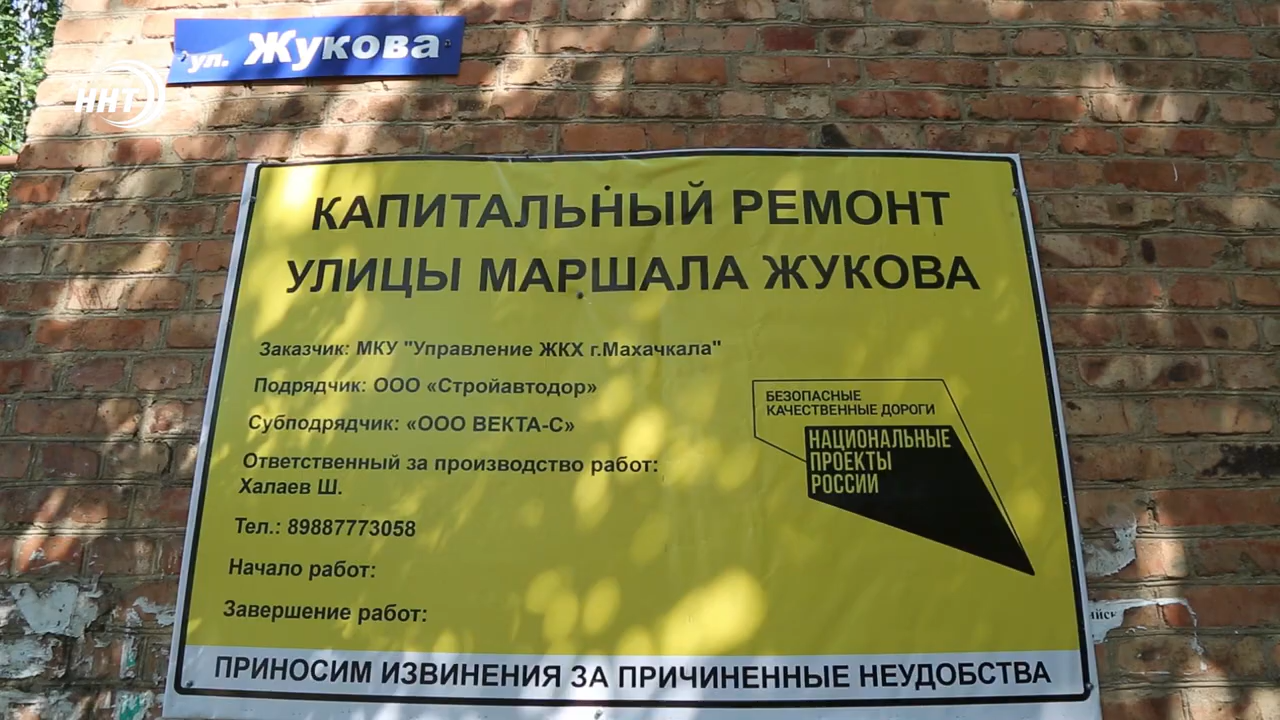 ул. Жукова
ННТ
КАПИТАЛЬНЫЙ РЕМОНТ
УЛИЦЫ МАРШАЛА ЖУКОВА
Заказчик: МКУ "Управление ЖКХ г.Махачкала"
Подрядчик: ООО «Стройавтодор»
Субподрядчик: «ООО ВЕКТА-С»
Ответственный за производство работ:
Халаев Ш.
Тел.: 89887773058
Начало работ:
Завершение работ:
БЕЗОПАСНЫЕ
КАЧЕСТВЕННЫЕ ДОРОГИ
НАЦИОНАЛЬНЫЕ
ПРОЕКТЫ
РОССИИ
ПРИНОСИМ ИЗВИНЕНИЯ ЗА ПРИЧИНЕННЫЕ НЕУДОБСТВА